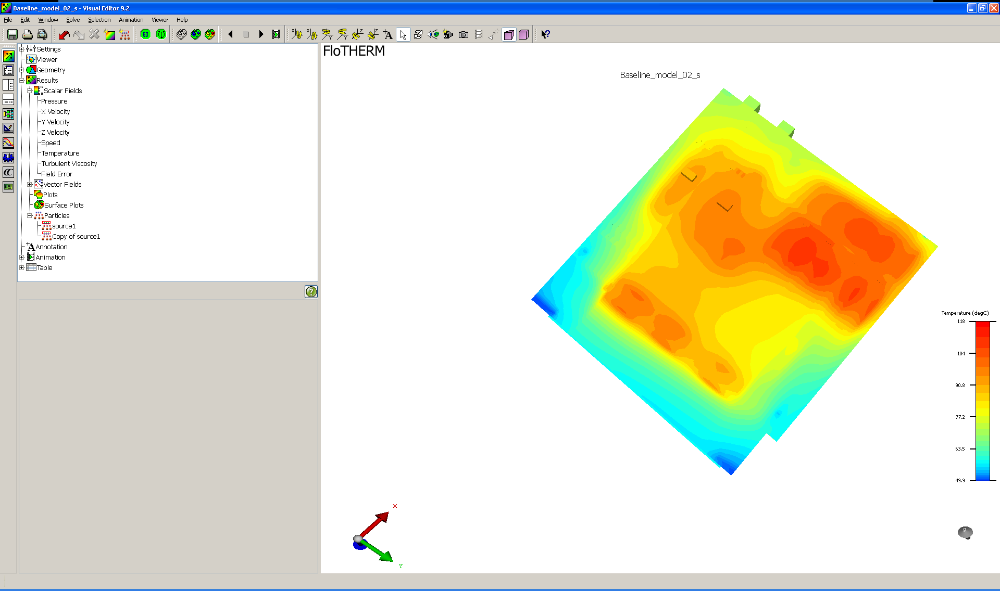 Baseline_model_02_s - Visual Editor 9.2
File Edit Window Solve Selection Animation Viewer Help
Settings
Viewer
Geometry
Results
Scalar Fields
Pressure
X Velocity
Y Velocity
Z Velocity
Speed
Temperature
Turbulent Viscosity
Field Error
Vector Fields
Plots
Surface Plots
Particles
source1
Copy of source1
Annotation
Animation
Table
FloTHERM
Baseline_model_02_s
Temperature (degC)
118
104
90.8
77.2
63.5
49.9
X
Y
g